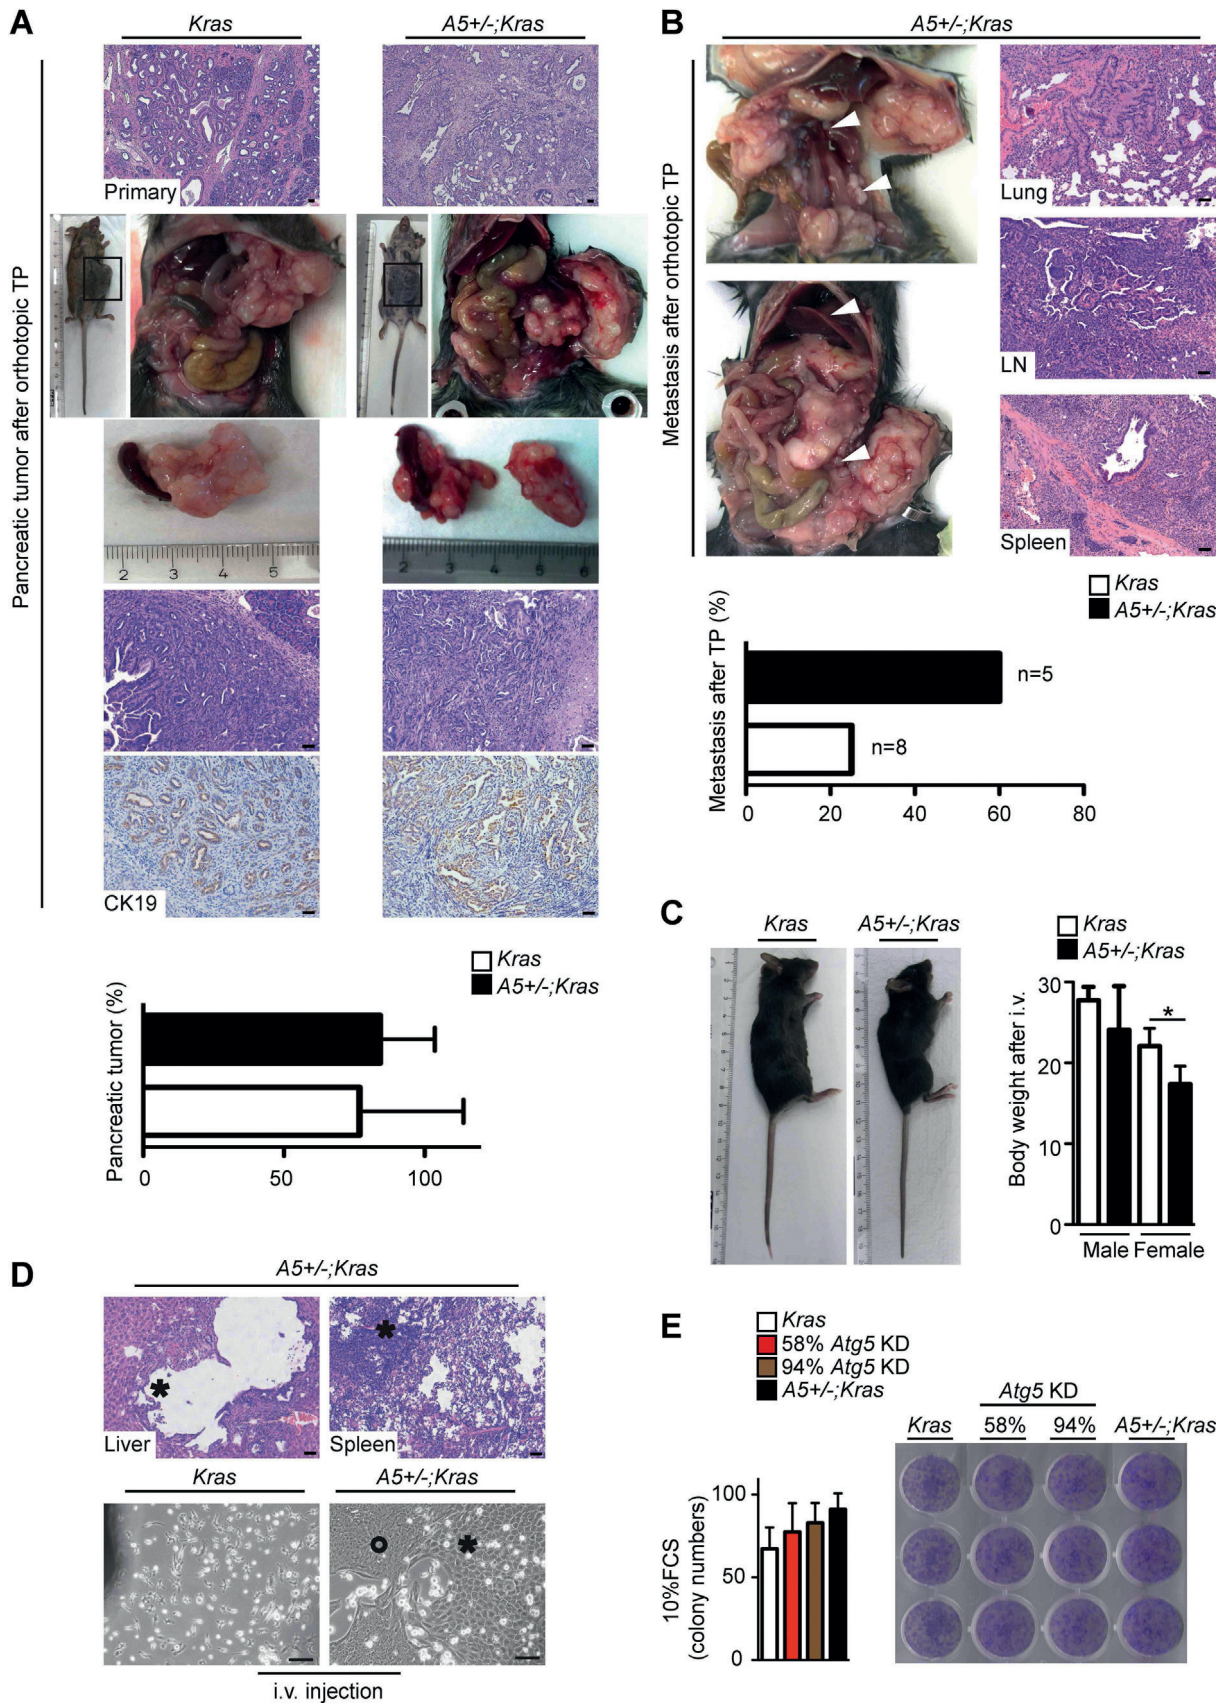 A
Kras
A5+/-;Kras
Pancreatic tumor after orthotopic TP
Primary
2 3 4 5
2 3 4 5 6
CK19
Kras
A5+/-;Kras
Pancreatic tumor (%)
0 50 100
B
A5+/-;Kras
Metastasis after orthotopic TP
Lung
LN
Spleen
Kras
A5+/-;Kras
Metastasis after TP (%)
n=5
n=8
0 20 40 60 80
C
Kras
A5+/-;Kras
Kras
A5+/-;Kras
Body weight after i.v.
30
20
10
0
*
Male Female
D
A5+/-;Kras
Liver
Spleen
Kras
A5+/-;Kras
i.v. injection
E
Kras
58% Atg5 KD
94% Atg5 KD
A5+/-;Kras
10%FCS
(colony numbers)
100
50
0
Atg5 KD
Kras 58% 94% A5+/-;Kras